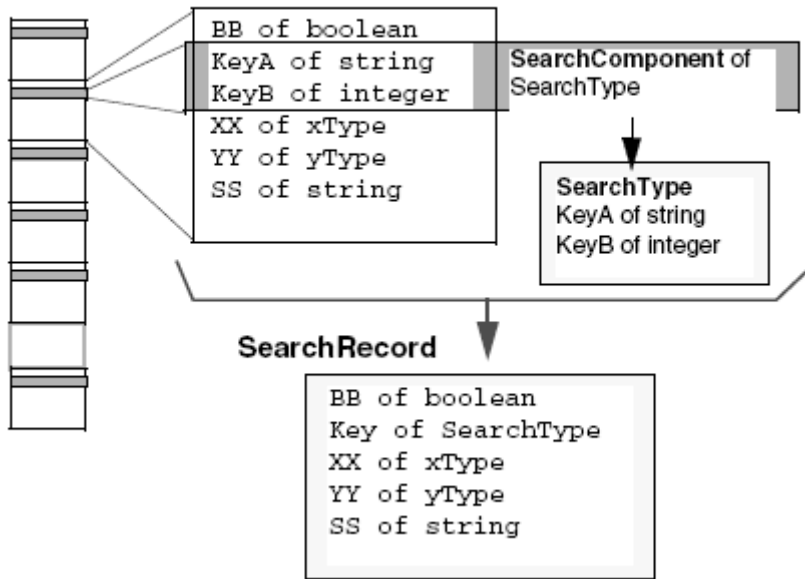 BB of boolean
KeyA of string
KeyB of integer
XX of xType
YY of yType
SS of string
SearchComponent of
SearchType
SearchType
KeyA of string
KeyB of integer
SearchRecord
BB of boolean
Key of SearchType
XX of xType
YY of yType
SS of string